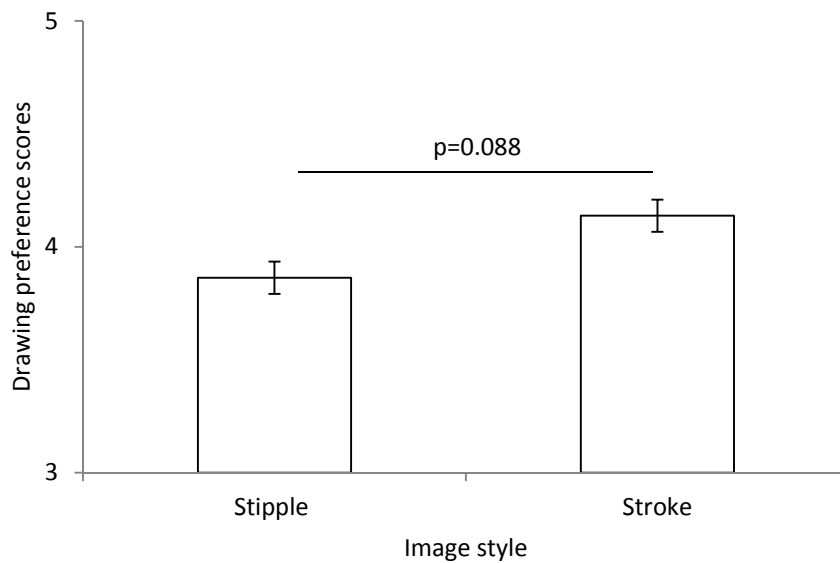 5
p=0.088
4
3
Drawing preference scores
Stipple
Stroke
Image style